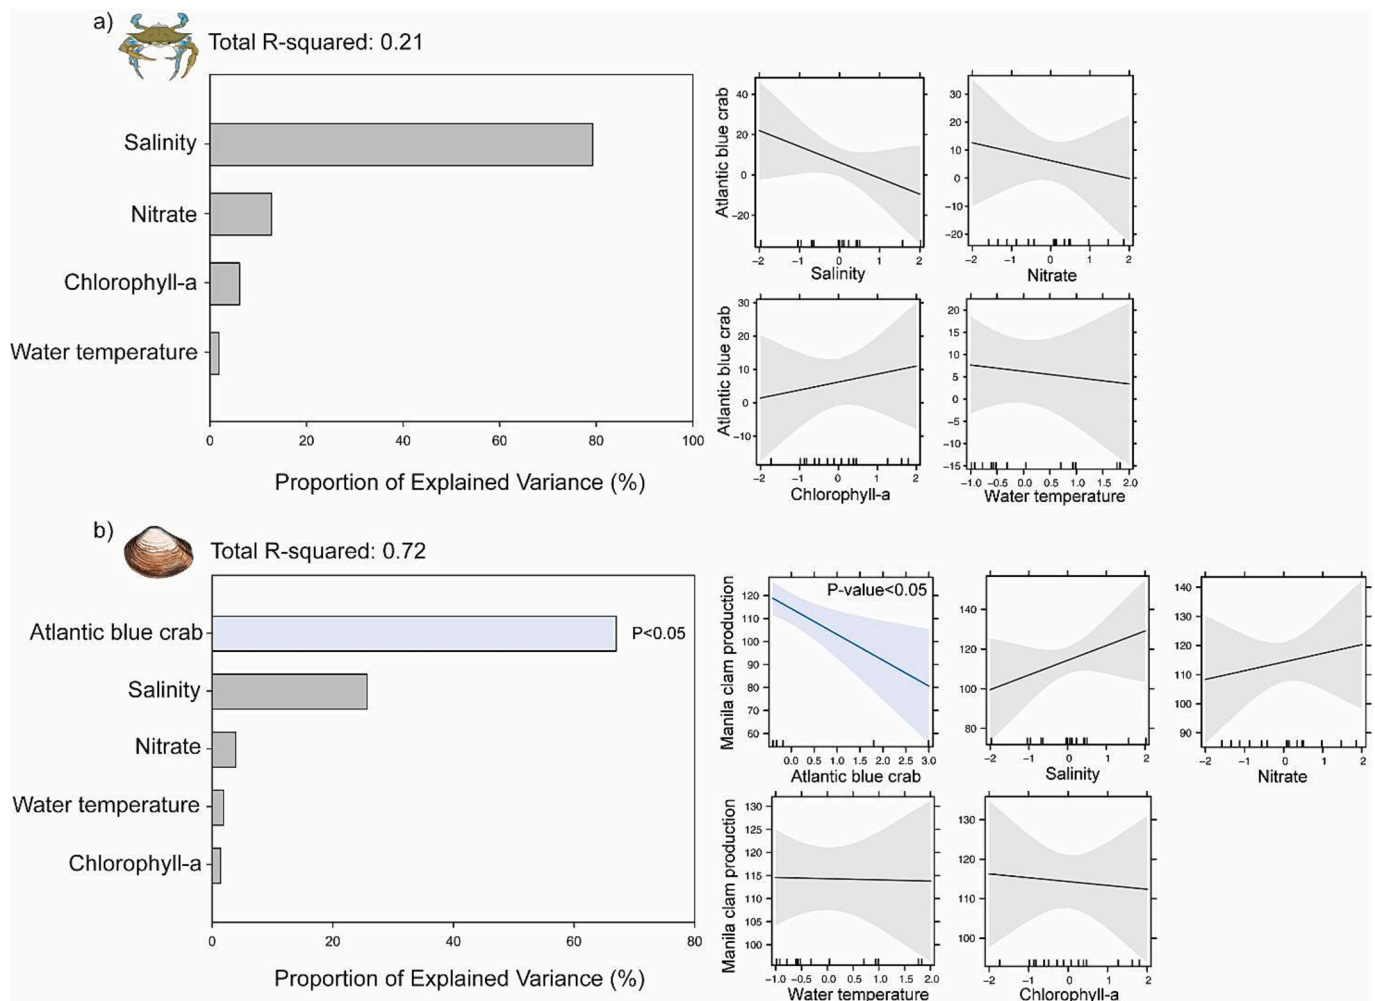 a)
Total R-squared: 0.21
Salinity
Nitrate
Chlorophyll-a
Water temperature
0 20 40 60 80 100
Proportion of Explained Variance (%)
Atlantic blue crab
40
20
0
−20
−2 −1 0 1 2
Salinity
30
20
10
0
−10
−20
−2 −1 0 1 2
Nitrate
Atlantic blue crab
30
20
10
0
−10
−2 −1 0 1 2
Chlorophyll-a
20
15
10
5
0
−5
−10
−15
−1.0 −0.5 0.0 0.5 1.0 1.5 2.0
Water temperature
b)
Total R-squared: 0.72
Atlantic blue crab
P<0.05
Salinity
Nitrate
Water temperature
Chlorophyll-a
0 20 40 60 80
Proportion of Explained Variance (%)
Manila clam production
P-value<0.05
120
110
100
90
80
70
60
0.0 0.5 1.0 1.5 2.0 2.5 3.0
Atlantic blue crab
140
120
100
80
−2 −1 0 1 2
Salinity
140
130
120
110
100
90
−2 −1 0 1 2
Nitrate
Manila clam production
130
125
120
115
110
105
100
−1.0 −0.5 0.0 0.5 1.0 1.5 2.0
Water temperature
130
120
110
100
−2 −1 0 1 2
Chlorophyll-a